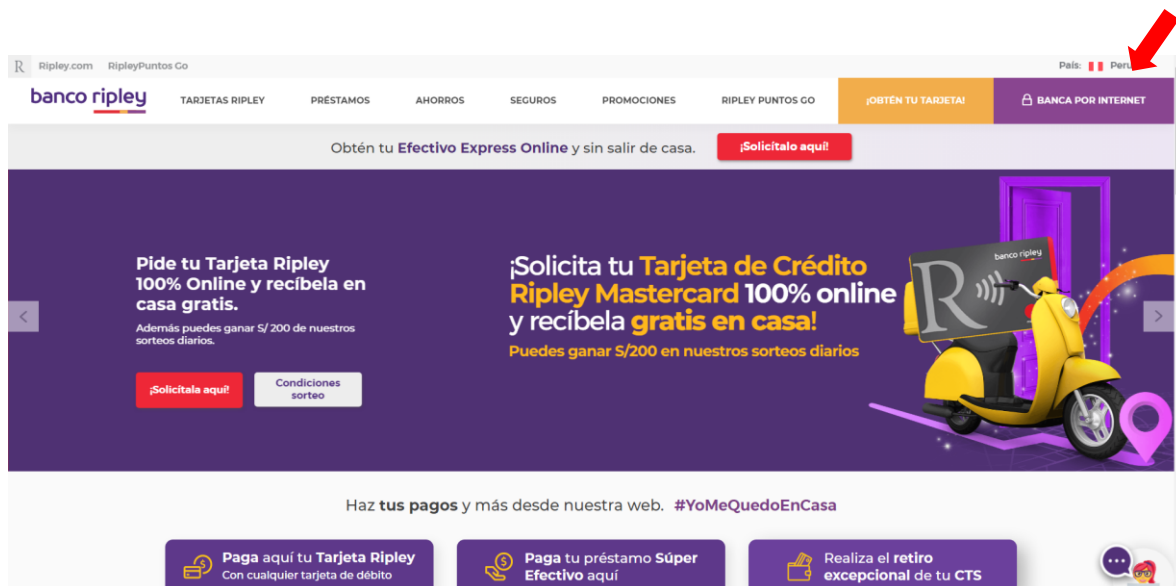 R Ripley.com RipleyPuntos Go País: Perú
banco ripley TARJETAS RIPLEY PRÉSTAMOS AHORROS SEGUROS PROMOCIONES RIPLEY PUNTOS GO ¡OBTÉN TU TARJETA! BANCA POR INTERNET
Obtén tu Efectivo Express Online y sin salir de casa. ¡Solicítalo aquí!
Pide tu Tarjeta Ripley
100% Online y recíbela en
casa gratis.
Además puedes ganar S/ 200 de nuestros
sorteos diarios.
¡Solicítala aquí!
Condiciones
sorteo
¡Solicita tu Tarjeta de Crédito
Ripley Mastercard 100% online
y recíbela gratis en casa!
Puedes ganar S/200 en nuestros sorteos diarios
banco ripley
R
Haz tus pagos y más desde nuestra web. #YoMeQuedoEnCasa
Paga aquí tu Tarjeta Ripley
Con cualquier tarjeta de débito
Paga tu préstamo Súper
Efectivo aquí
Realiza el retiro
excepcional de tu CTS